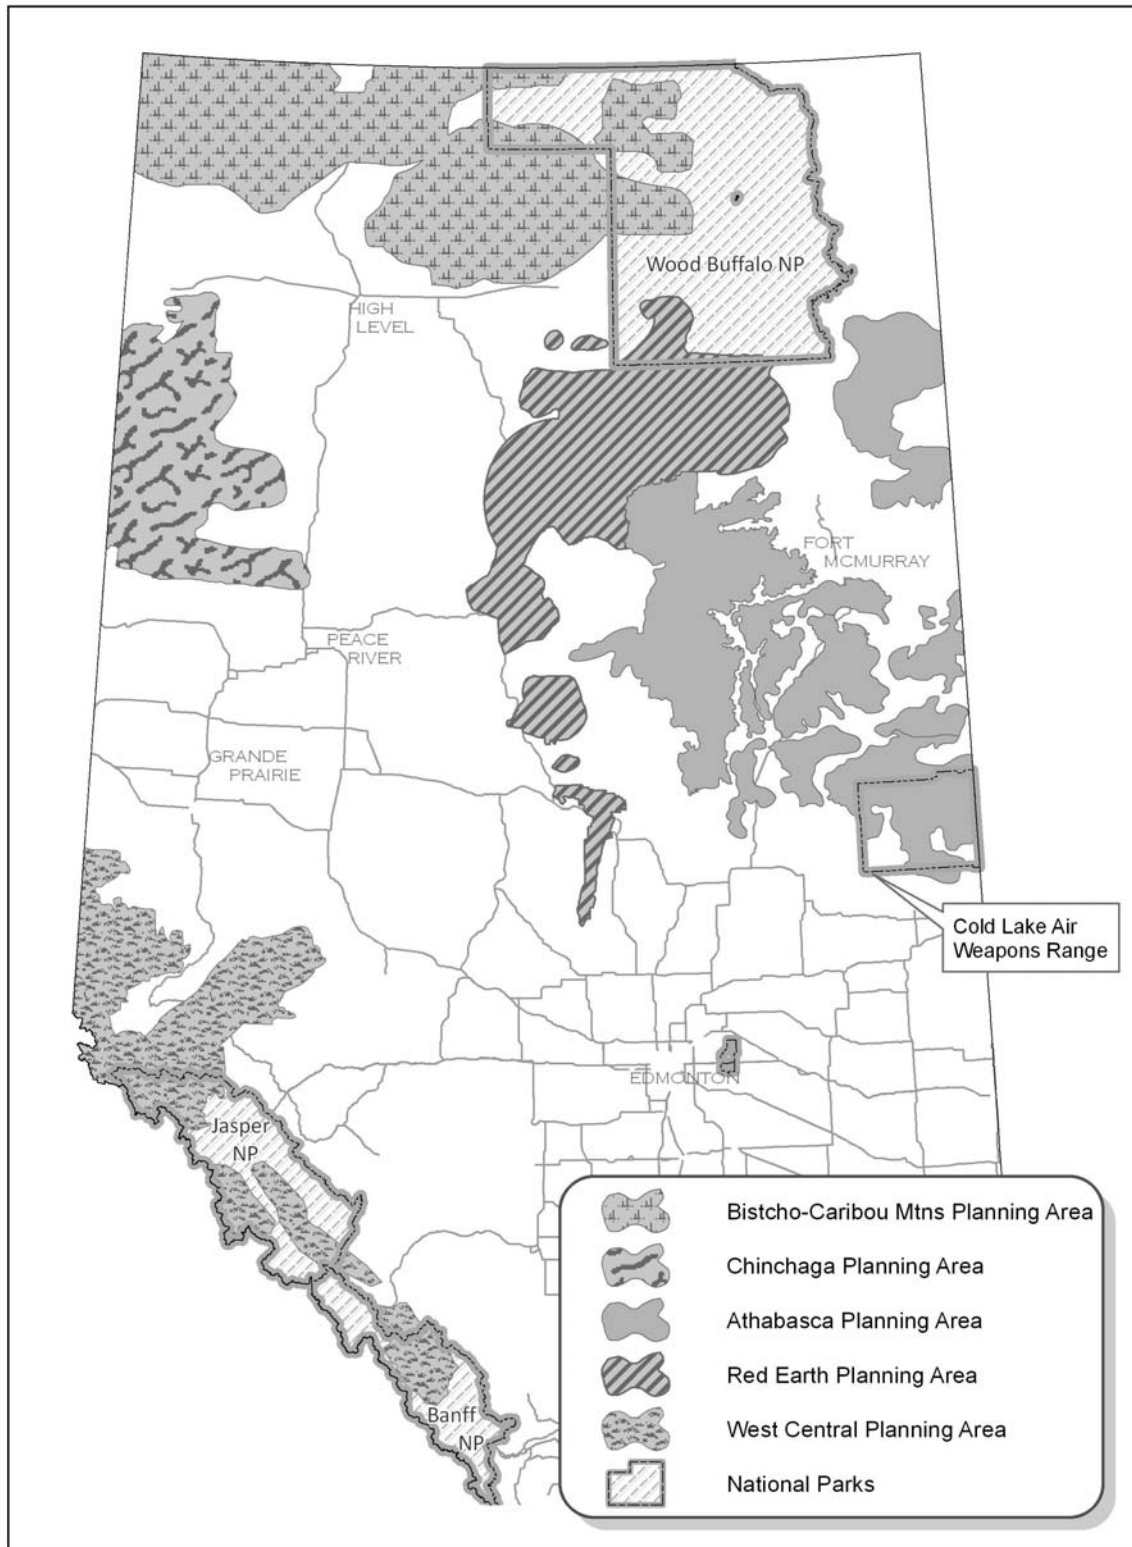 Wood Buffalo NP
HIGH
LEVEL
FORT
MCMURRAY
PEACE
RIVER
GRANDE
PRAIRIE
Cold Lake Air
Weapons Range
EDMONTON
Jasper
NP
Banff
NP
Bistcho-Caribou Mtns Planning Area
Chinchaga Planning Area
Athabasca Planning Area
Red Earth Planning Area
West Central Planning Area
National Parks